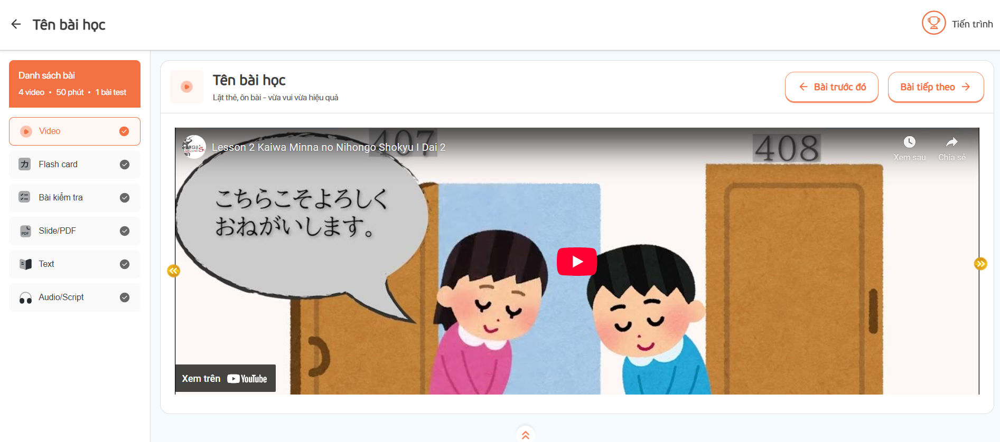 Tên bài học
Tiến trình
Danh sách bài
4 video • 50 phút • 1 bài test
Video
Flash card
Bài kiểm tra
Slide/PDF
Text
Audio/Script
Tên bài học
Lật thẻ, ôn bài - vừa vui vừa hiệu quả
Bài trước đó
Bài tiếp theo
Lesson 2 Kaiwa Minna no Nihongo Shokyu I Dai 2
407
408
Xem sau
Chia sẻ
こちらこそよろしく
おねがいします。
Xem trên YouTube
カ
PDF